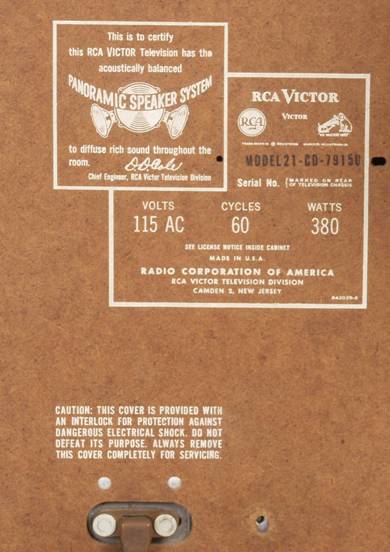 This is to certify
this RCA VICTOR Television has the
acoustically balanced
PANORAMIC SPEAKER SYSTEM
to diffuse rich sound throughout the
room.
Chief Engineer, RCA Victor Television Division
RCA VICTOR
RCA
VICTOR
MODEL 21-CD-7915U
Serial No. {MARKED ON REAR
OF TELEVISION CHASSIS
VOLTS CYCLES WATTS
115 AC 60 380
SEE LICENSE NOTICE INSIDE CABINET
MADE IN U.S.A.
RADIO CORPORATION OF AMERICA
RCA VICTOR TELEVISION DIVISION
CAMDEN 2, NEW JERSEY
CAUTION: THIS COVER IS PROVIDED WITH
AN INTERLOCK FOR PROTECTION AGAINST
DANGEROUS ELECTRICAL SHOCK. DO NOT
DEFEAT ITS PURPOSE. ALWAYS REMOVE
THIS COVER COMPLETELY FOR SERVICING.